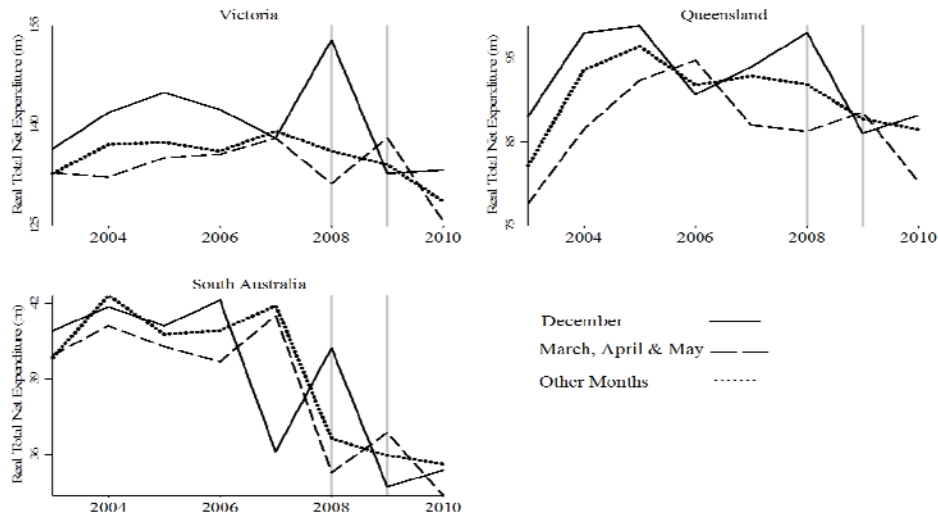 Victoria
Real Total Net Expenditure (m)
155
140
125
2004 2006 2008 2010
Queensland
Real Total Net Expenditure (m)
95
85
75
2004 2006 2008 2010
South Australia
Real Total Net Expenditure (m)
42
39
36
2004 2006 2008 2010
December
March, April & May
Other Months